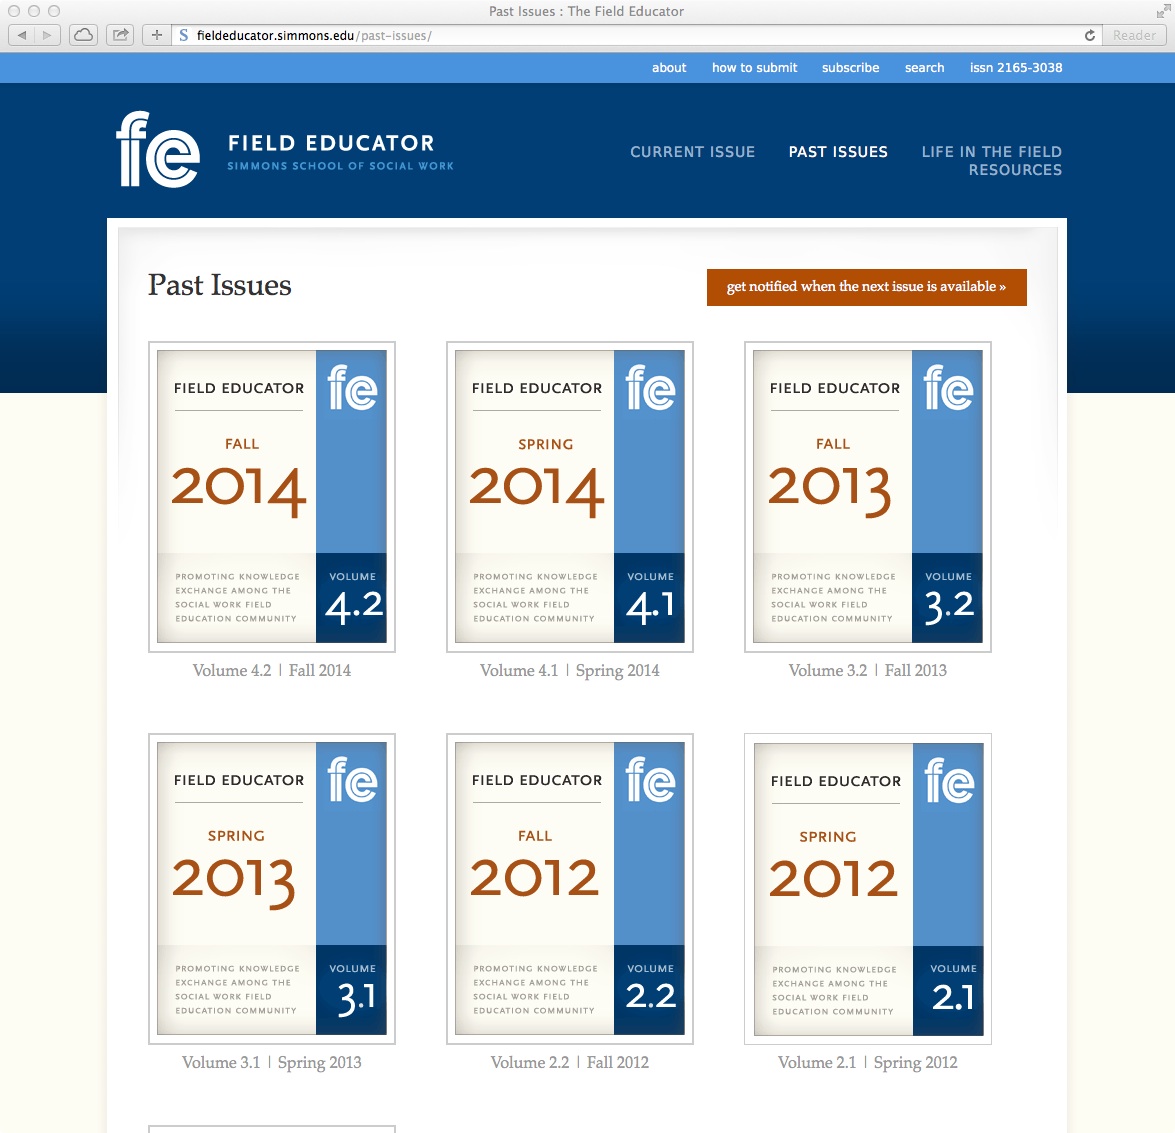 Past Issues : The Field Educator
S fieldeducator.simmons.edu/past-issues/ Reader
about how to submit subscribe search issn 2165-3038
fe FIELD EDUCATOR
SIMMONS SCHOOL OF SOCIAL WORK
CURRENT ISSUE PAST ISSUES LIFE IN THE FIELD
RESOURCES
Past Issues
get notified when the next issue is available »
FIELD EDUCATOR
fe
FALL
2014
PROMOTING KNOWLEDGE
EXCHANGE AMONG THE
SOCIAL WORK FIELD
EDUCATION COMMUNITY
VOLUME
4.2
Volume 4.2 | Fall 2014
FIELD EDUCATOR
fe
SPRING
2014
PROMOTING KNOWLEDGE
EXCHANGE AMONG THE
SOCIAL WORK FIELD
EDUCATION COMMUNITY
VOLUME
4.1
Volume 4.1 | Spring 2014
FIELD EDUCATOR
fe
FALL
2013
PROMOTING KNOWLEDGE
EXCHANGE AMONG THE
SOCIAL WORK FIELD
EDUCATION COMMUNITY
VOLUME
3.2
Volume 3.2 | Fall 2013
FIELD EDUCATOR
fe
SPRING
2013
PROMOTING KNOWLEDGE
EXCHANGE AMONG THE
SOCIAL WORK FIELD
EDUCATION COMMUNITY
VOLUME
3.1
Volume 3.1 | Spring 2013
FIELD EDUCATOR
fe
FALL
2012
PROMOTING KNOWLEDGE
EXCHANGE AMONG THE
SOCIAL WORK FIELD
EDUCATION COMMUNITY
VOLUME
2.2
Volume 2.2 | Fall 2012
FIELD EDUCATOR
fe
SPRING
2012
PROMOTING KNOWLEDGE
EXCHANGE AMONG THE
SOCIAL WORK FIELD
EDUCATION COMMUNITY
VOLUME
2.1
Volume 2.1 | Spring 2012